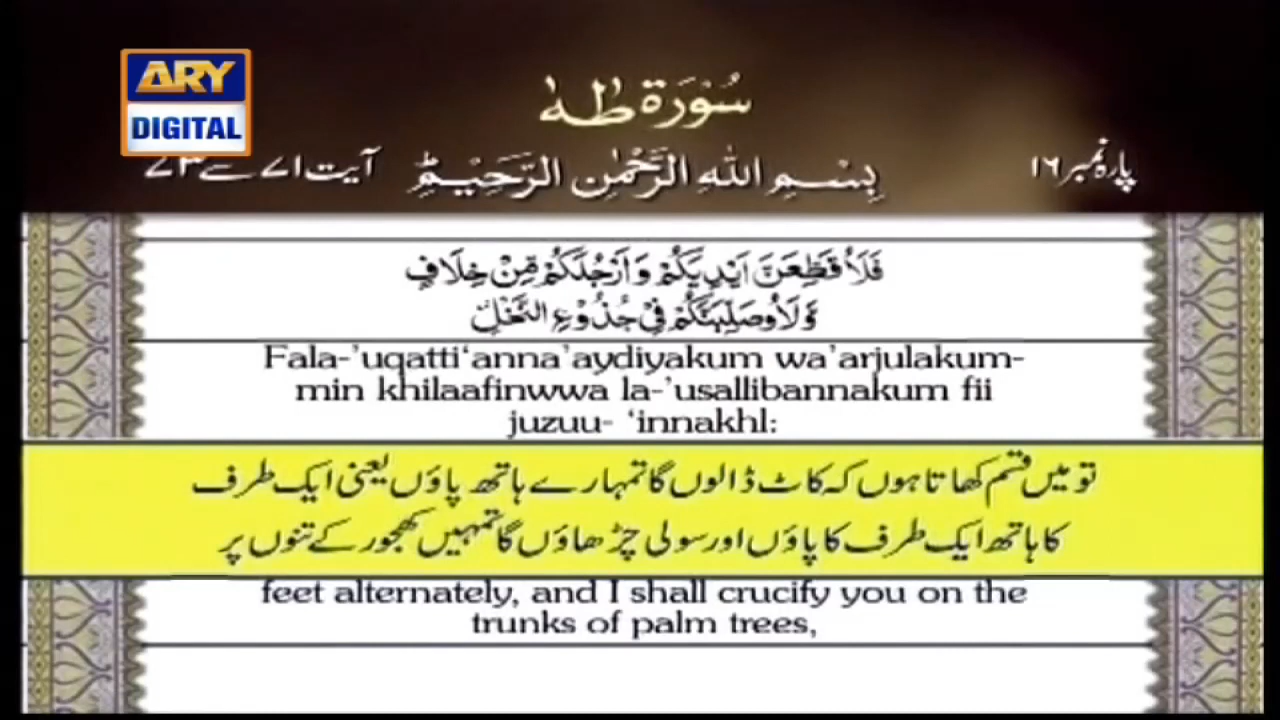 ARY
DIGITAL
سُوْرَة طٰهٰ
پارہ نمبر ۱۶
بِسْمِ اللهِ الرَّحْمٰنِ الرَّحِيْمِ
آیت ۷۱ سے ۷۳
فَلَاُقَطِّعَنَّ اَيْدِيَكُمْ وَاَرْجُلَكُمْ مِّنْ خِلَافٍ
وَّلَاُوصَلِّبَنَّكُمْ فِيْ جُذُوْعِ النَّخْلِ
Fala-’uqatti‘anna’aydiyakum wa’arjulakum-
min khilaafinwwa la-’usallibannakum fii
juzuu- ‘innakhl:
تو میں قسم کھاتا ہوں کہ کاٹ ڈالوں گا تمہارے ہاتھ پاؤں یعنی ایک طرف
کا ہاتھ ایک طرف کا پاؤں اور سولی چڑھاؤں گا تمہیں کھجور کے تنوں پر
feet alternately, and I shall crucify you on the
trunks of palm trees,